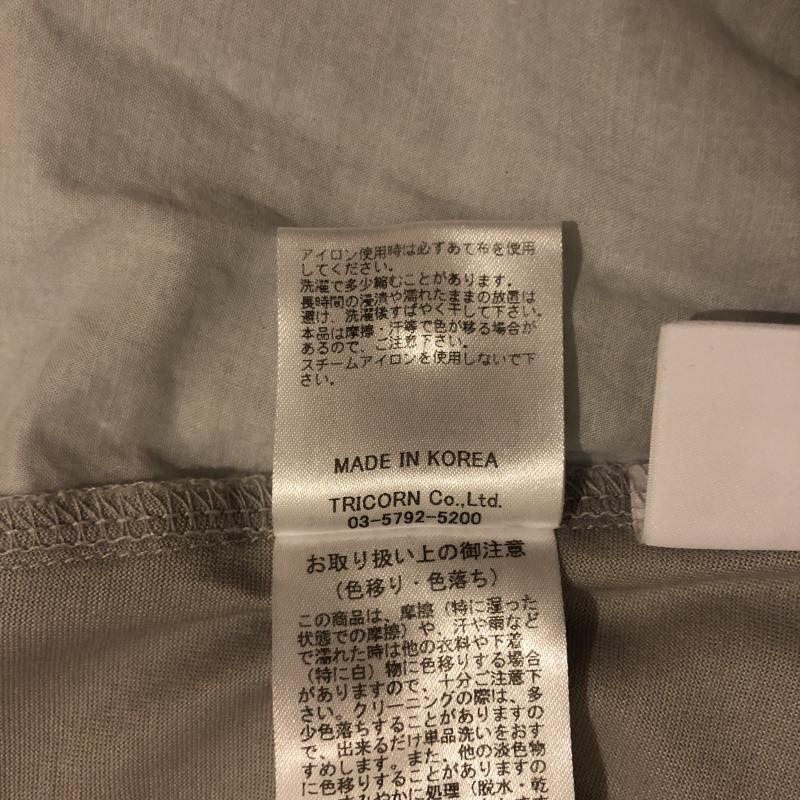 アイロン使用時は必ずあて布を使用
してください。
洗濯で多少縮むことがあります。
長時間の浸漬や濡れたままの放置は
避け、洗濯後すばやく干して下さい。
本品は摩擦・汗等で色が移る場合が
あるので、ご注意下さい。
スチームアイロンを使用しないで下
さい。
MADE IN KOREA
TRICORN Co.,Ltd.
03-5792-5200
お取り扱い上の御注意
(色移り・色落ち)
この商品は、摩擦(特に湿った
状態での摩擦)や、汗や雨など
で濡れた時は他の衣料や下着
(特に白)物に色移りする場合
がありますので、十分ご注意下
さい。クリーニングの際は、多
少色落ちすることがありますの
で、出来るだけ単品洗いをおす
すめします。また、他の淡色物
に色移りすることがありますの
すみやかに処理(脱水・乾